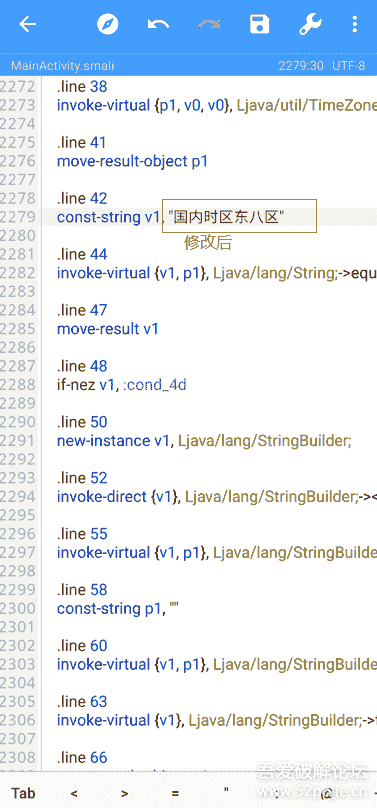 MainActivity.smali 2279:30 UTF-8
2272 .line 38
2273 invoke-virtual {p1, v0, v0}, Ljava/util/TimeZone
2274
2275 .line 41
2276 move-result-object p1
2277
2278 .line 42
2279 const-string v1, "国内时区东八区"
2280 修改后
2281 .line 44
2282 invoke-virtual {v1, p1}, Ljava/lang/String;->equ
2283
2284 .line 47
2285 move-result v1
2286
2287 .line 48
2288 if-nez v1, :cond_4d
2289
2290 .line 50
2291 new-instance v1, Ljava/lang/StringBuilder;
2292
2293 .line 52
2294 invoke-direct {v1}, Ljava/lang/StringBuilder;-><
2295
2296 .line 55
2297 invoke-virtual {v1, p1}, Ljava/lang/StringBuilde
2298
2299 .line 58
2300 const-string p1, ""
2301
2302 .line 60
2303 invoke-virtual {v1, p1}, Ljava/lang/StringBuilde
2304
2305 .line 63
2306 invoke-virtual {v1}, Ljava/lang/StringBuilder;->
2307
2308 .line 66
吾爱破解论坛
www.52pojie.cn
Tab < > = " : @